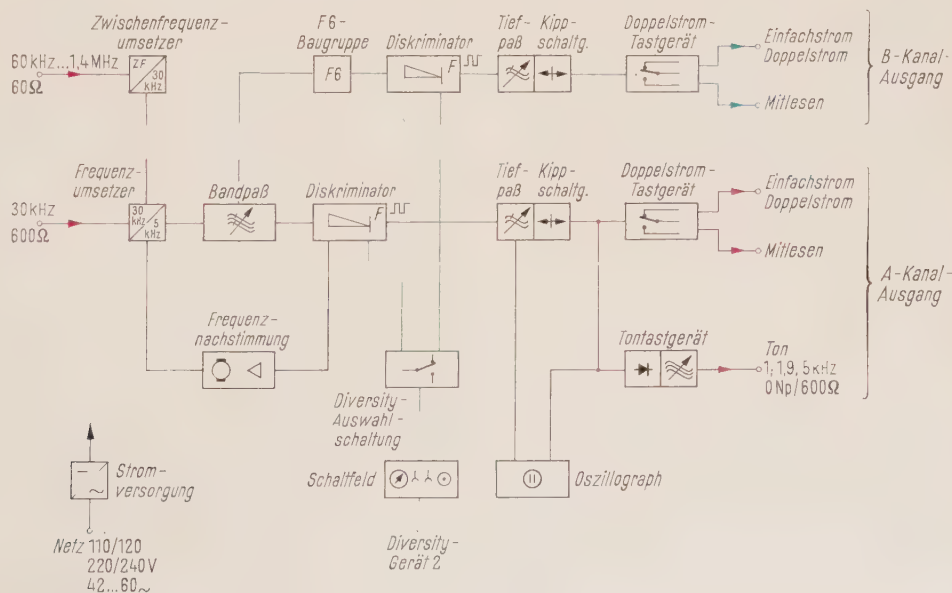 Zwischenfrequenz-
umsetzer
60 kHz...1,4 MHz
60Ω
ZF
30
kHz
F6-
Baugruppe
F6
Diskriminator
F
Tief-
paß
Kipp-
schaltg.
Doppelstrom-
Tastgerät
Einfachstrom
Doppelstrom
Mitlesen
B-Kanal-
Ausgang
Frequenz-
umsetzer
30 kHz
600Ω
30
kHz
5
kHz
Bandpaß
Diskriminator
F
Tief-
paß
Kipp-
schaltg.
Doppelstrom-
Tastgerät
Einfachstrom
Doppelstrom
Mitlesen
A-Kanal-
Ausgang
Frequenz-
nachstimmung
Diversity-
Auswahl-
schaltung
Tontastgerät
Ton
1; 1,9; 5 kHz
0 Np/600Ω
Strom-
versorgung
Schaltfeld
Oszillograph
Netz 110/120
220/240V
42...60~
Diversity-
Gerät 2